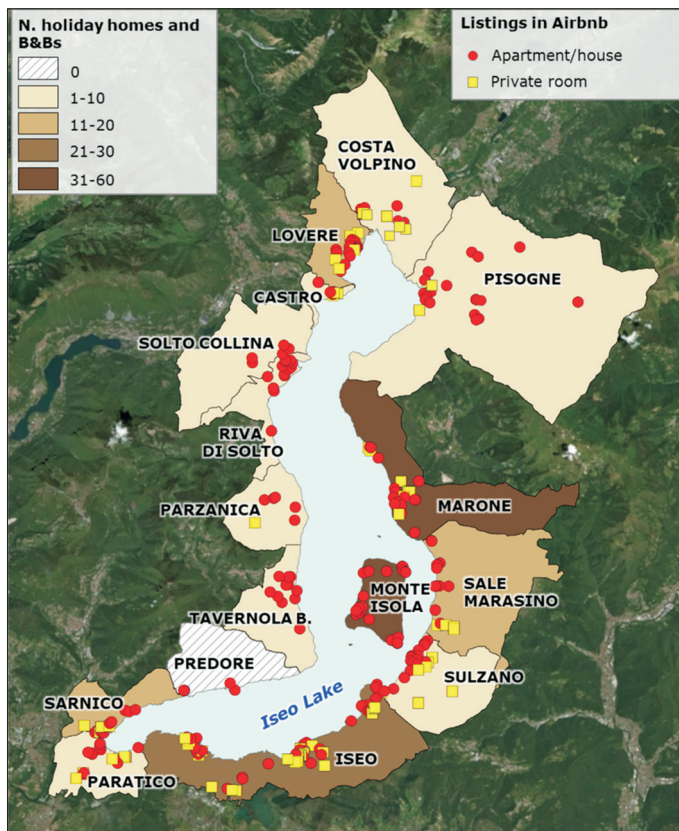 N. holiday homes and
B&Bs
0
1-10
11-20
21-30
31-60
Listings in Airbnb
Apartment/house
Private room
COSTA
VOLPINO
LOVERE
PISOGNE
CASTRO
SOLTO COLLINA
RIVA
DI SOLTO
PARZANICA
MARONE
MONTE
ISOLA
SALE
MARASINO
TAVERNOLA B.
PREDORE
SULZANO
SARNICO
Iseo Lake
ISEO
PARATICO